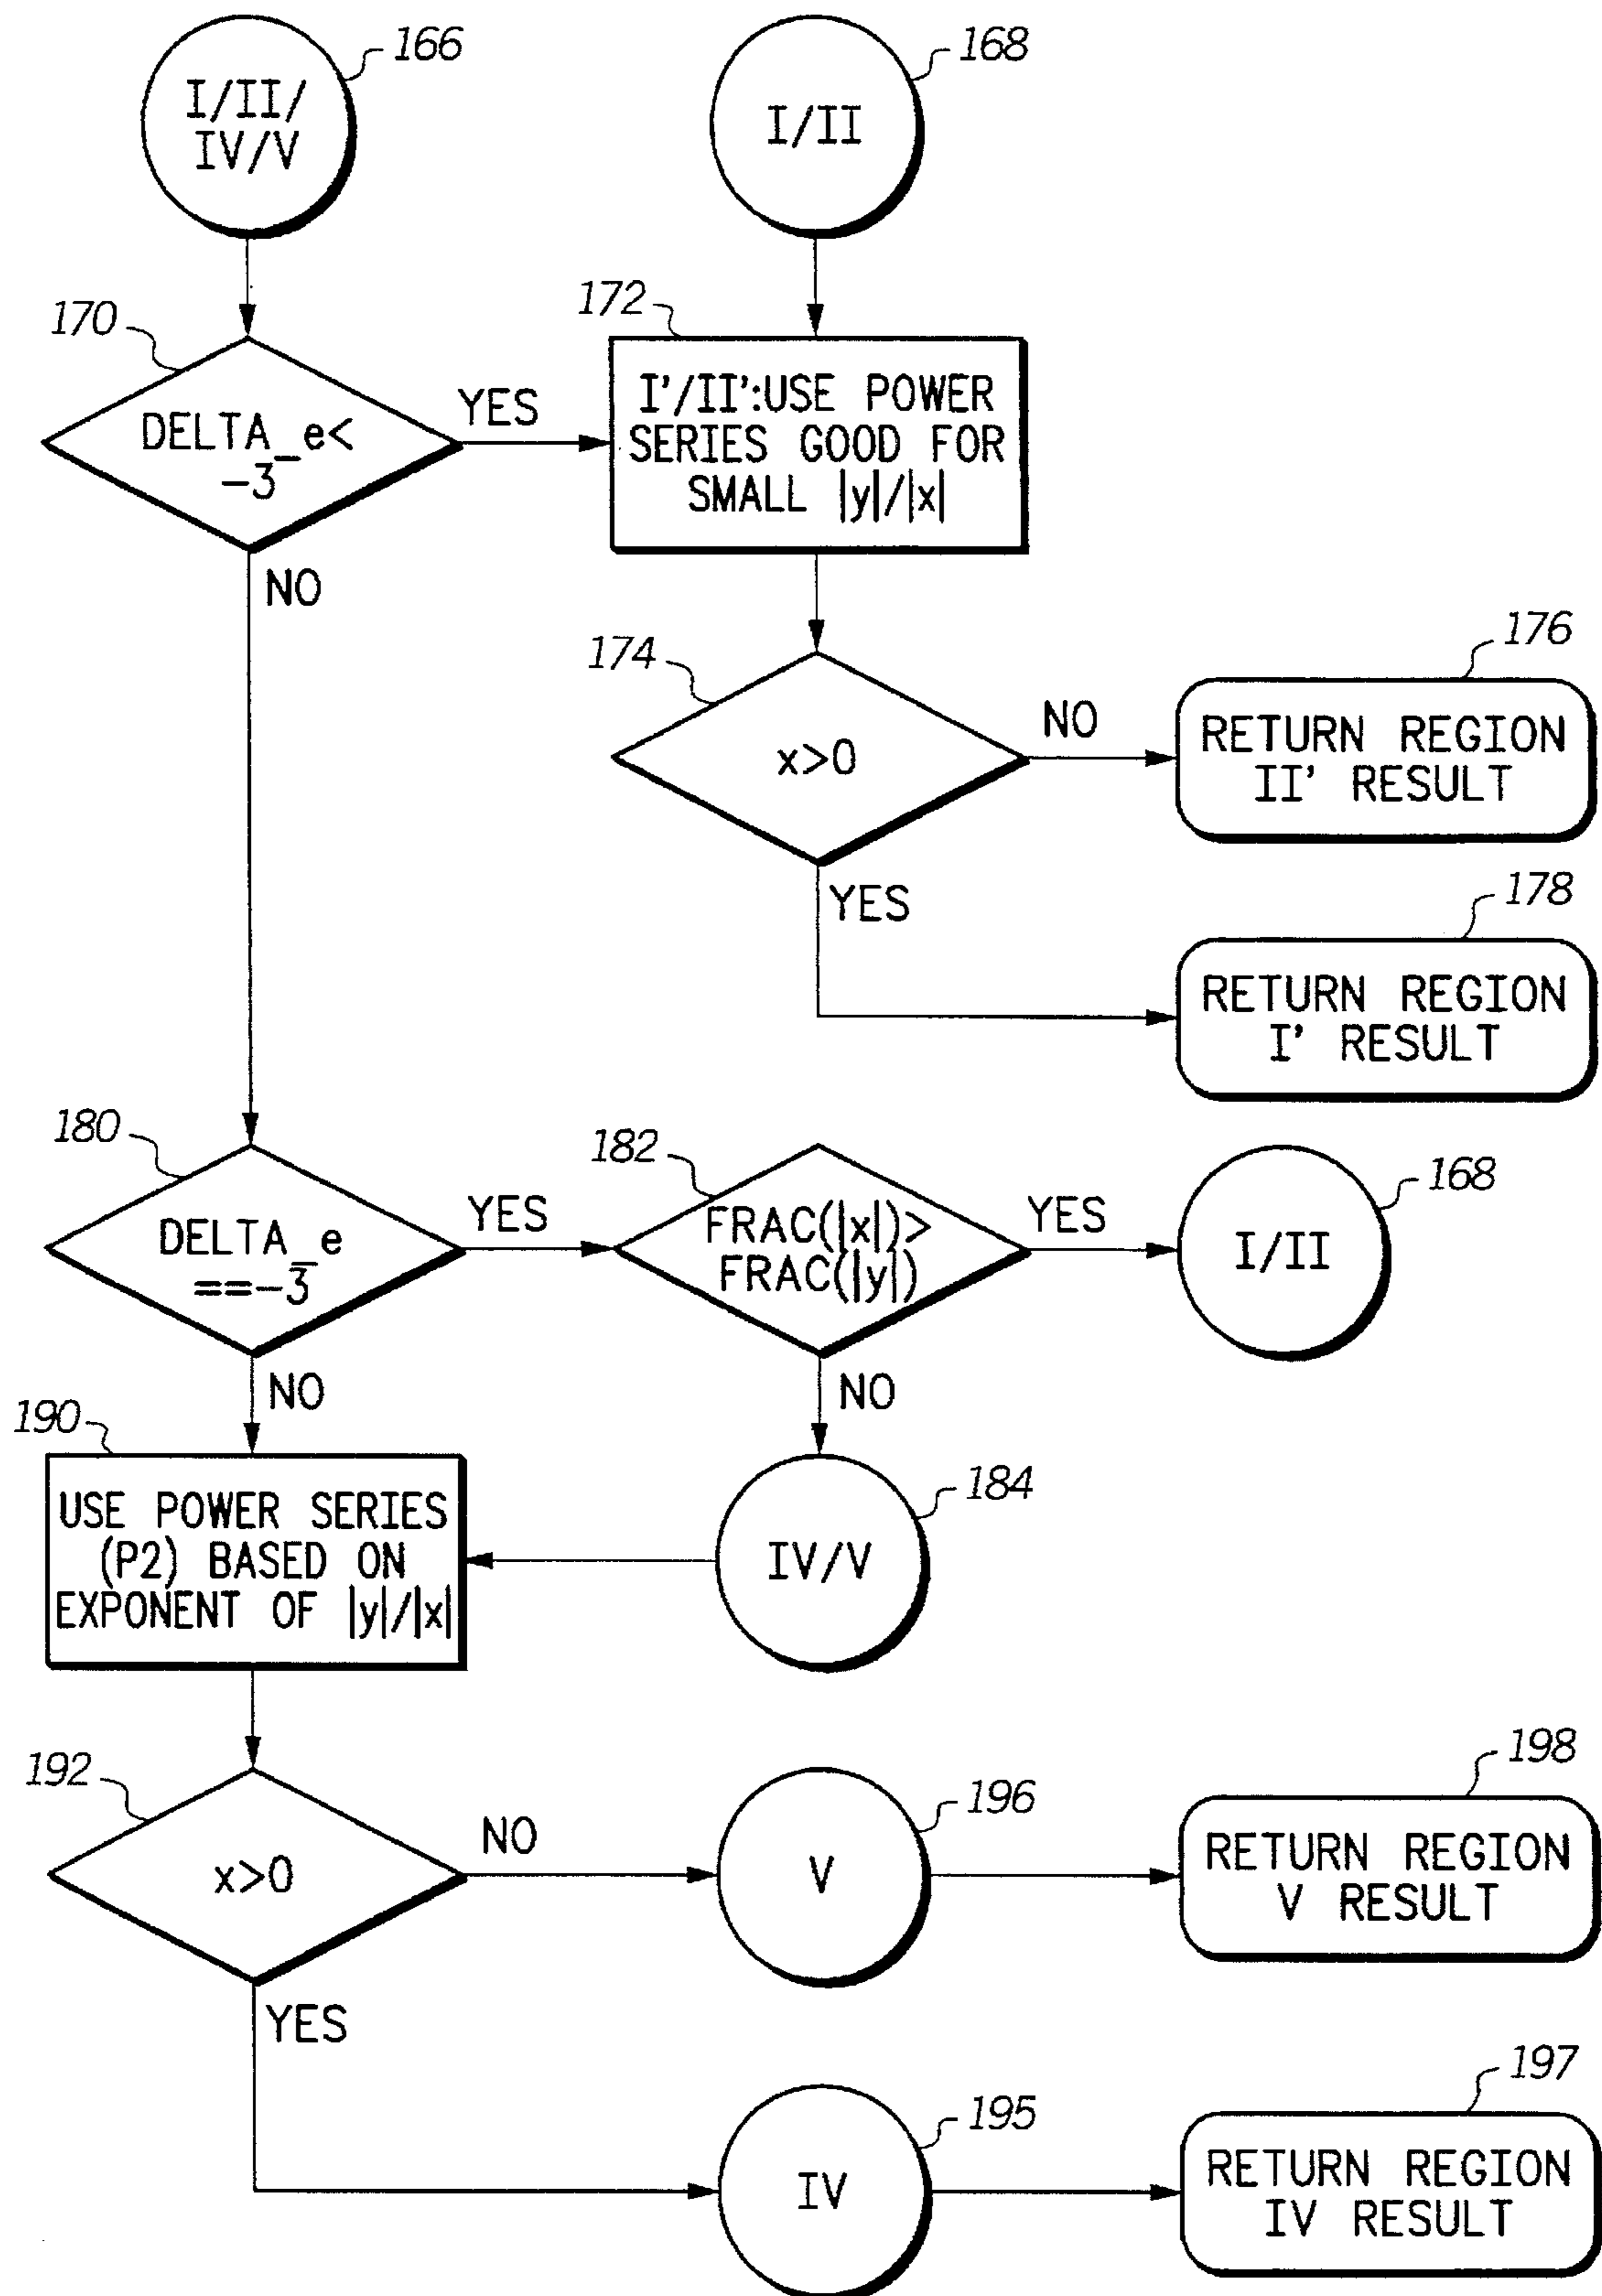 166
I/II/
IV/V
168
I/II
170
DELTA_e<
-3
YES
NO
172
I'/II':USE POWER
SERIES GOOD FOR
SMALL |y|/|x|
174
x>0
NO
YES
176
RETURN REGION
II' RESULT
178
RETURN REGION
I' RESULT
180
DELTA_e
==-3
YES
NO
182
FRAC(|x|)>
FRAC(|y|)
YES
NO
168
I/II
184
IV/V
190
USE POWER SERIES
(P2) BASED ON
EXPONENT OF |y|/|x|
192
x>0
NO
YES
196
V
198
RETURN REGION
V RESULT
195
IV
197
RETURN REGION
IV RESULT